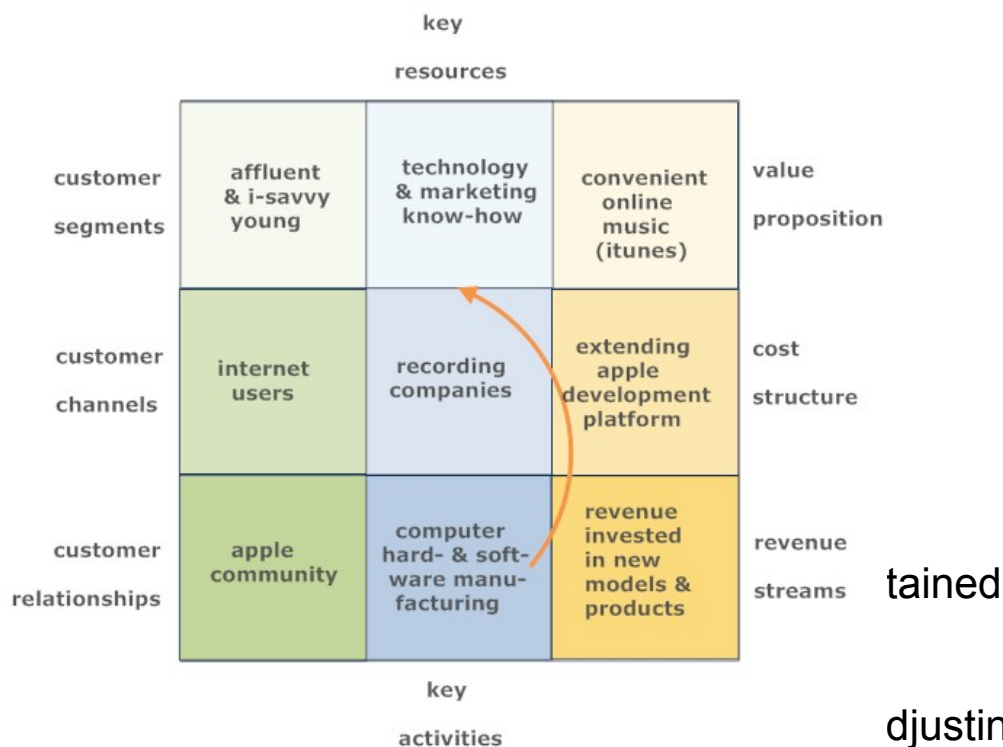 key
resources
customer
segments
affluent
& i-savvy
young
technology
& marketing
know-how
convenient
online
music
(itunes)
value
proposition
customer
channels
internet
users
recording
companies
extending
apple
development
platform
cost
structure
customer
relationships
apple
community
computer
hard- & soft-
ware manu-
facturing
revenue
invested
in new
models &
products
revenue
streams
tained
key
activities
djustin